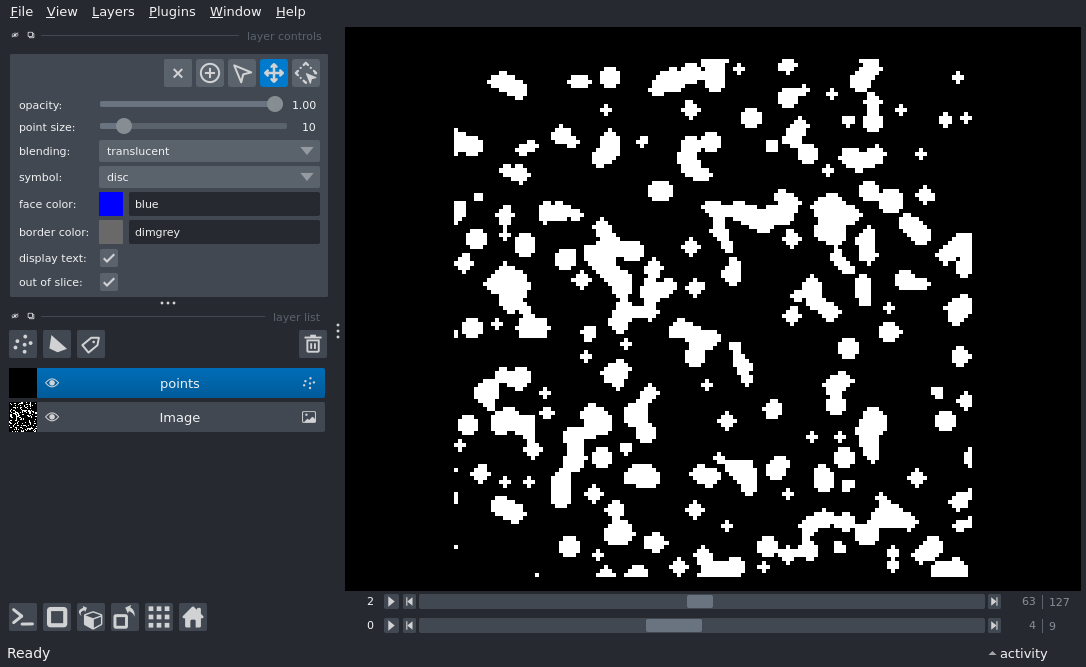 File View Layers Plugins Window Help
layer controls
opacity: 1.00
point size: 10
blending: translucent
symbol: disc
face color: blue
border color: dimgrey
display text:
out of slice:
layer list
points
Image
2 63 127
0 4 9
Ready activity